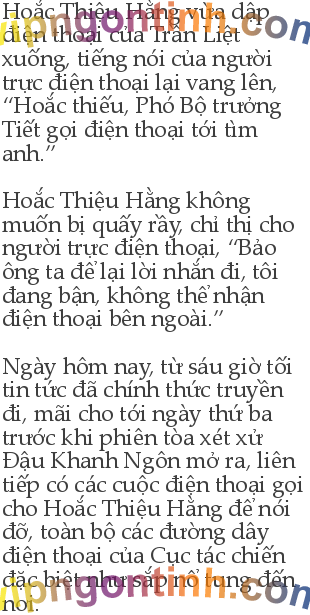 Hoắc Thiệu Hằng vừa dập
điện thoại của Trần Liệt
xuống, tiếng nói của người
trực điện thoại lại vang lên,
“Hoắc thiếu, Phó Bộ trưởng
Tiết gọi điện thoại tới tìm
anh.”
Hoắc Thiệu Hằng không
muốn bị quấy rầy, chỉ thị cho
người trực điện thoại, “Bảo
ông ta để lại lời nhắn đi, tôi
đang bận, không thể nhận
điện thoại bên ngoài.”
Ngày hôm nay, từ sáu giờ tối
tin tức đã chính thức truyền
đi, mãi cho tới ngày thứ ba
trước khi phiên tòa xét xử
Đậu Khanh Ngôn mở ra, liên
tiếp có các cuộc điện thoại gọi
cho Hoắc Thiệu Hằng để nói
đỡ, toàn bộ các đường dây
điện thoại của Cục tác chiến
đặc biệt như sắp nổ tung đến
nơi.